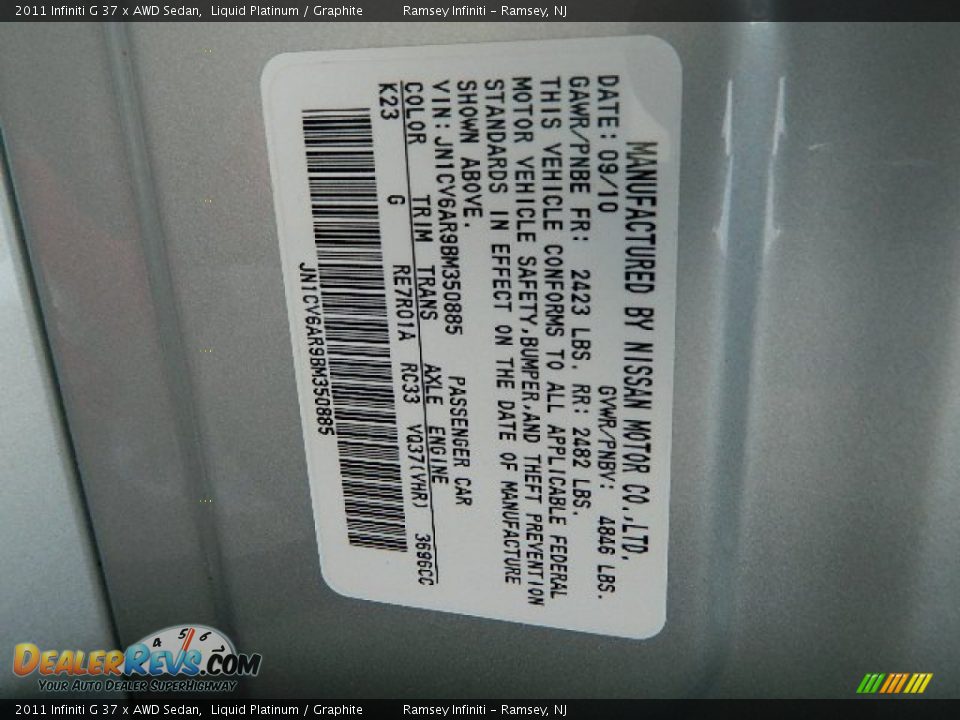 2011 Infiniti G 37 x AWD Sedan, Liquid Platinum / Graphite Ramsey Infiniti - Ramsey, NJ
MANUFACTURED BY NISSAN MOTOR CO.,LTD.
DATE: 09/10 GVWR/PNBV: 4846 LBS.
GAWR/PNBE FR: 2423 LBS. RR: 2482 LBS.
THIS VEHICLE CONFORMS TO ALL APPLICABLE FEDERAL
MOTOR VEHICLE SAFETY,BUMPER,AND THEFT PREVENTION
STANDARDS IN EFFECT ON THE DATE OF MANUFACTURE
SHOWN ABOVE.
VIN: JN1CV6AR9BM350885 PASSENGER CAR
COLOR TRIM TRANS AXLE ENGINE
K23 G RE7R01A RC33 VQ37(VHR) 3696CC
JN1CV6AR9BM350885
4 5 6
DEALERREVS.COM
YOUR AUTO DEALER SUPERHIGHWAY
2011 Infiniti G 37 x AWD Sedan, Liquid Platinum / Graphite Ramsey Infiniti - Ramsey, NJ